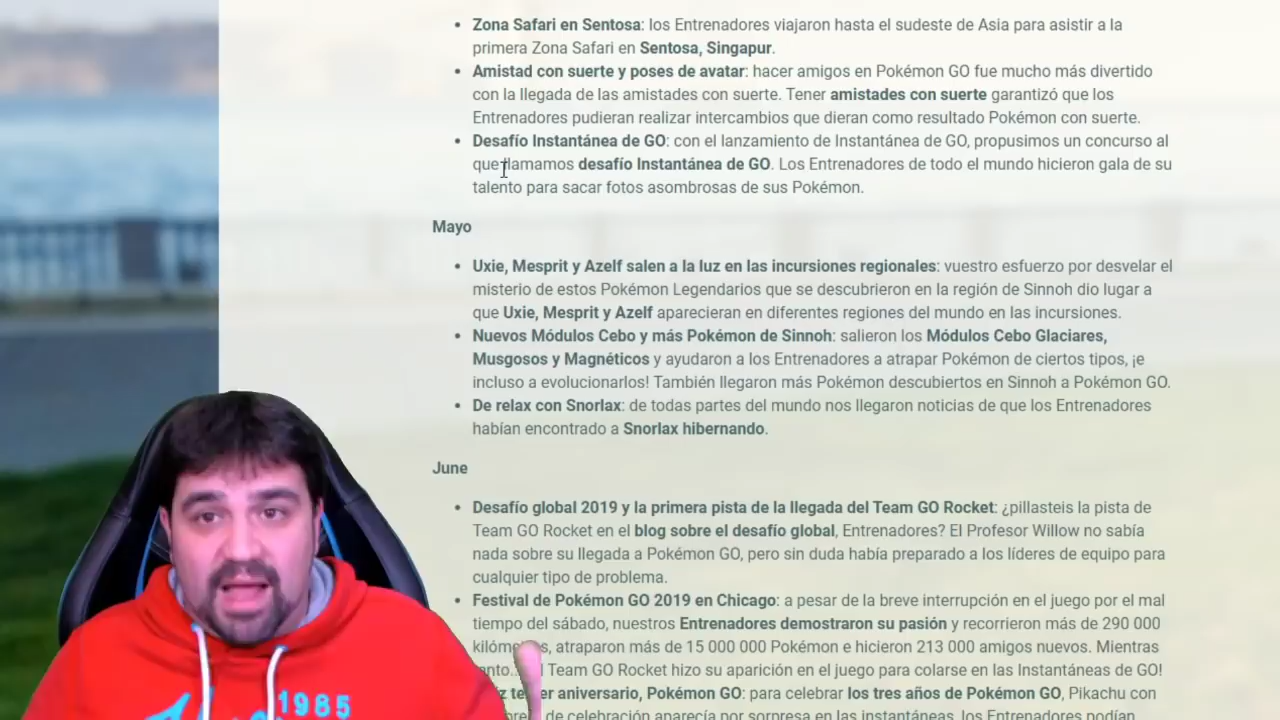 Zona Safari en Sentosa: los Entrenadores viajaron hasta el sudeste de Asia para asistir a la
primera Zona Safari en Sentosa, Singapur.
Amistad con suerte y poses de avatar: hacer amigos en Pokémon GO fue mucho más divertido
con la llegada de las amistades con suerte. Tener amistades con suerte garantizó que los
Entrenadores pudieran realizar intercambios que dieran como resultado Pokémon con suerte.
Desafío Instantánea de GO: con el lanzamiento de Instantánea de GO, propusimos un concurso al
que llamamos desafío Instantánea de GO. Los Entrenadores de todo el mundo hicieron gala de su
talento para sacar fotos asombrosas de sus Pokémon.
Mayo
Uxie, Mesprit y Azelf salen a la luz en las incursiones regionales: vuestro esfuerzo por desvelar el
misterio de estos Pokémon Legendarios que se descubrieron en la región de Sinnoh dio lugar a
que Uxie, Mesprit y Azelf aparecieran en diferentes regiones del mundo en las incursiones.
Nuevos Módulos Cebo y más Pokémon de Sinnoh: salieron los Módulos Cebo Glaciares,
Musgosos y Magnéticos y ayudaron a los Entrenadores a atrapar Pokémon de ciertos tipos, ¡e
incluso a evolucionarlos! También llegaron más Pokémon descubiertos en Sinnoh a Pokémon GO.
De relax con Snorlax: de todas partes del mundo nos llegaron noticias de que los Entrenadores
habían encontrado a Snorlax hibernando.
June
Desafío global 2019 y la primera pista de la llegada del Team GO Rocket: ¿pillasteis la pista de
Team GO Rocket en el blog sobre el desafío global, Entrenadores? El Profesor Willow no sabía
nada sobre su llegada a Pokémon GO, pero sin duda había preparado a los líderes de equipo para
cualquier tipo de problema.
Festival de Pokémon GO 2019 en Chicago: a pesar de la breve interrupción en el juego por el mal
tiempo del sábado, nuestros Entrenadores demostraron su pasión y recorrieron más de 290 000
atraparon más de 15 000 000 Pokémon e hicieron 213 000 amigos nuevos. Mientras
Team GO Rocket hizo su aparición en el juego para colarse en las Instantáneas de GO!
aniversario, Pokémon GO: para celebrar los tres años de Pokémon GO, Pikachu con
de celebración aparecía por sorpresa en las instantáneas, los Entrenadores podían
1985